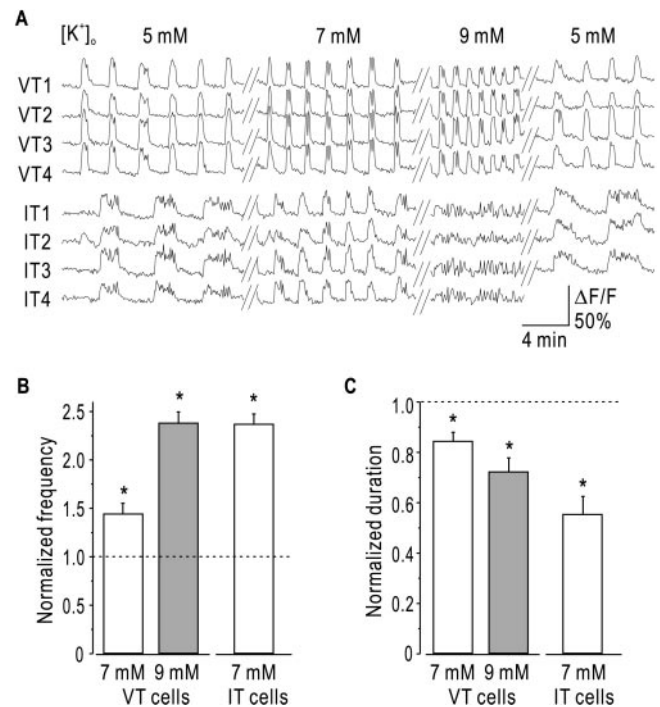 A
[K⁺]ₒ 5 mM 7 mM 9 mM 5 mM
VT1
VT2
VT3
VT4
IT1
IT2
IT3
IT4
ΔF/F
50%
4 min
B
Normalized frequency
2.5
2.0
1.5
1.0
0.5
0
* * *
7 mM 9 mM 7 mM
VT cells IT cells
C
Normalized duration
1.0
0.8
0.6
0.4
0.2
0
* * *
7 mM 9 mM 7 mM
VT cells IT cells